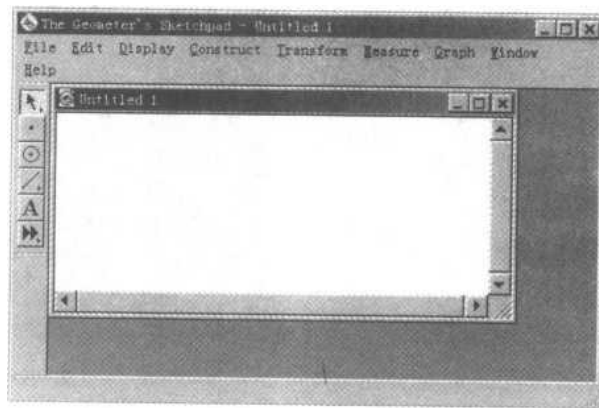 The Geometer's Sketchpad - Untitled 1
File Edit Display Construct Transform Measure Graph Window
Help
Untitled 1
A